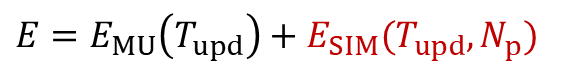 E = E_MU(T_upd) + E_SIM(T_upd, N_p)